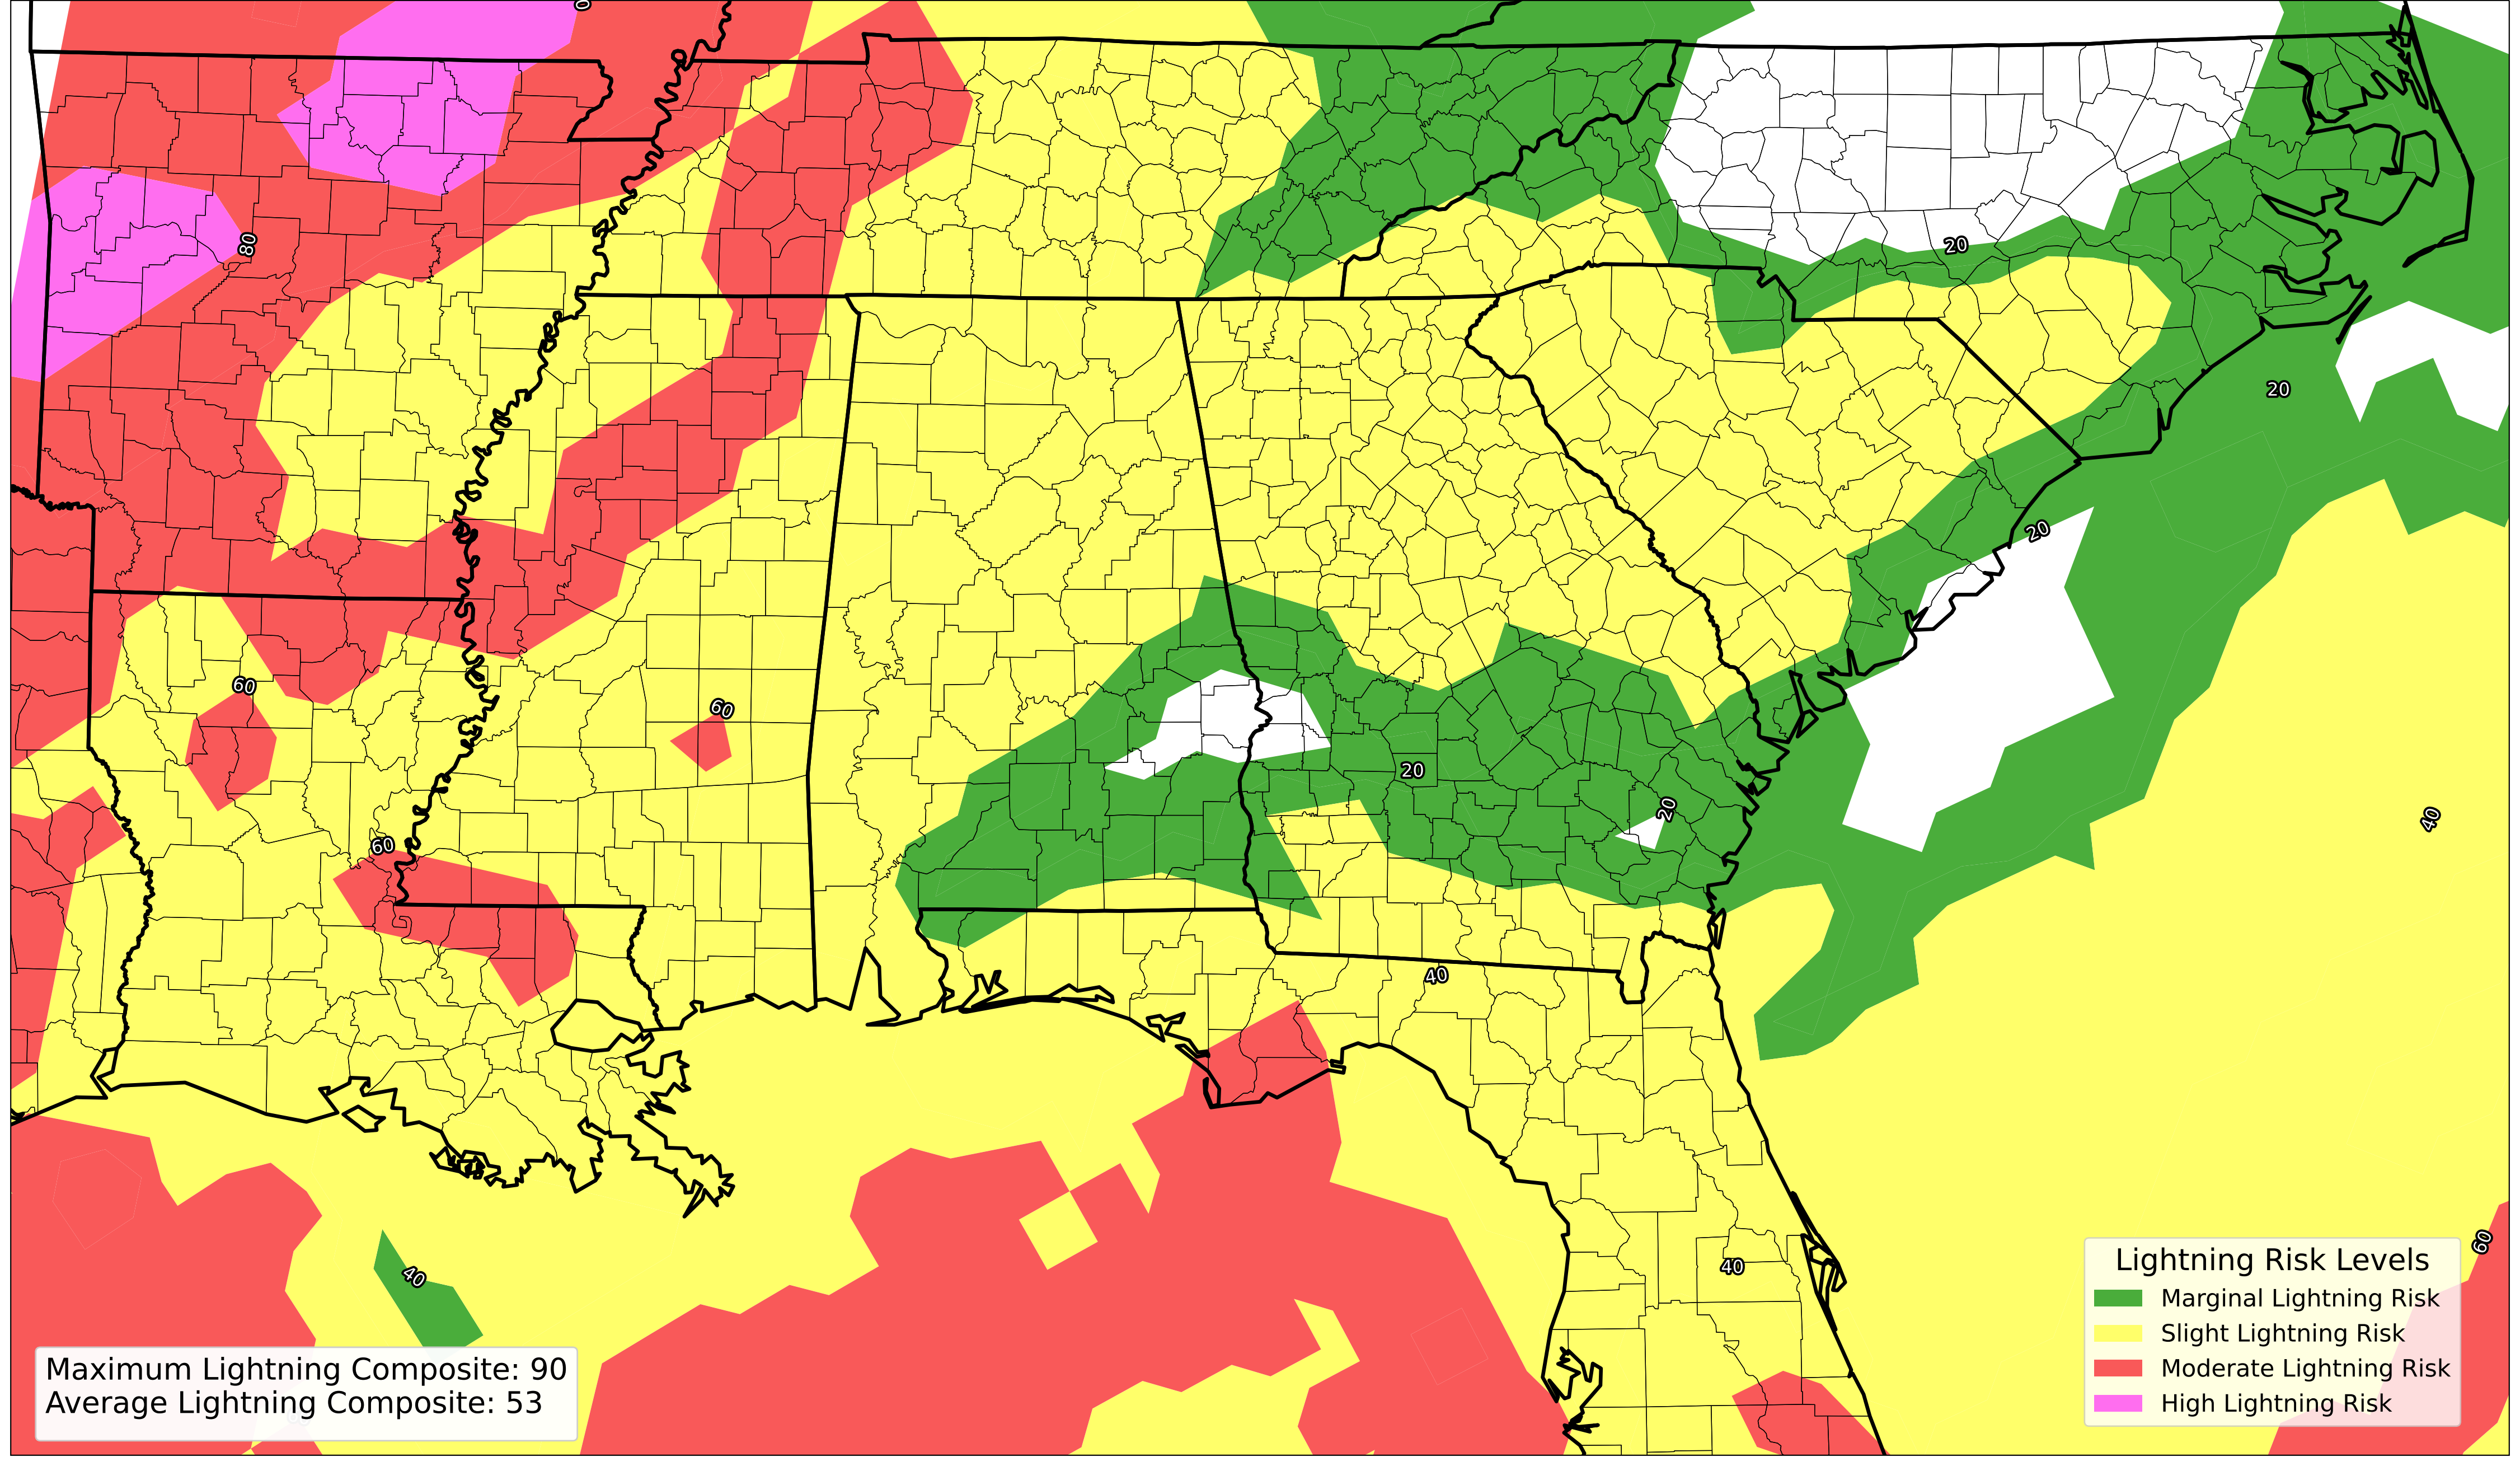 80
20
20
20
60
60
20
20
40
60
40
60
40
40
Lightning Risk Levels
Marginal Lightning Risk
Slight Lightning Risk
Moderate Lightning Risk
High Lightning Risk
Maximum Lightning Composite: 90
Average Lightning Composite: 53